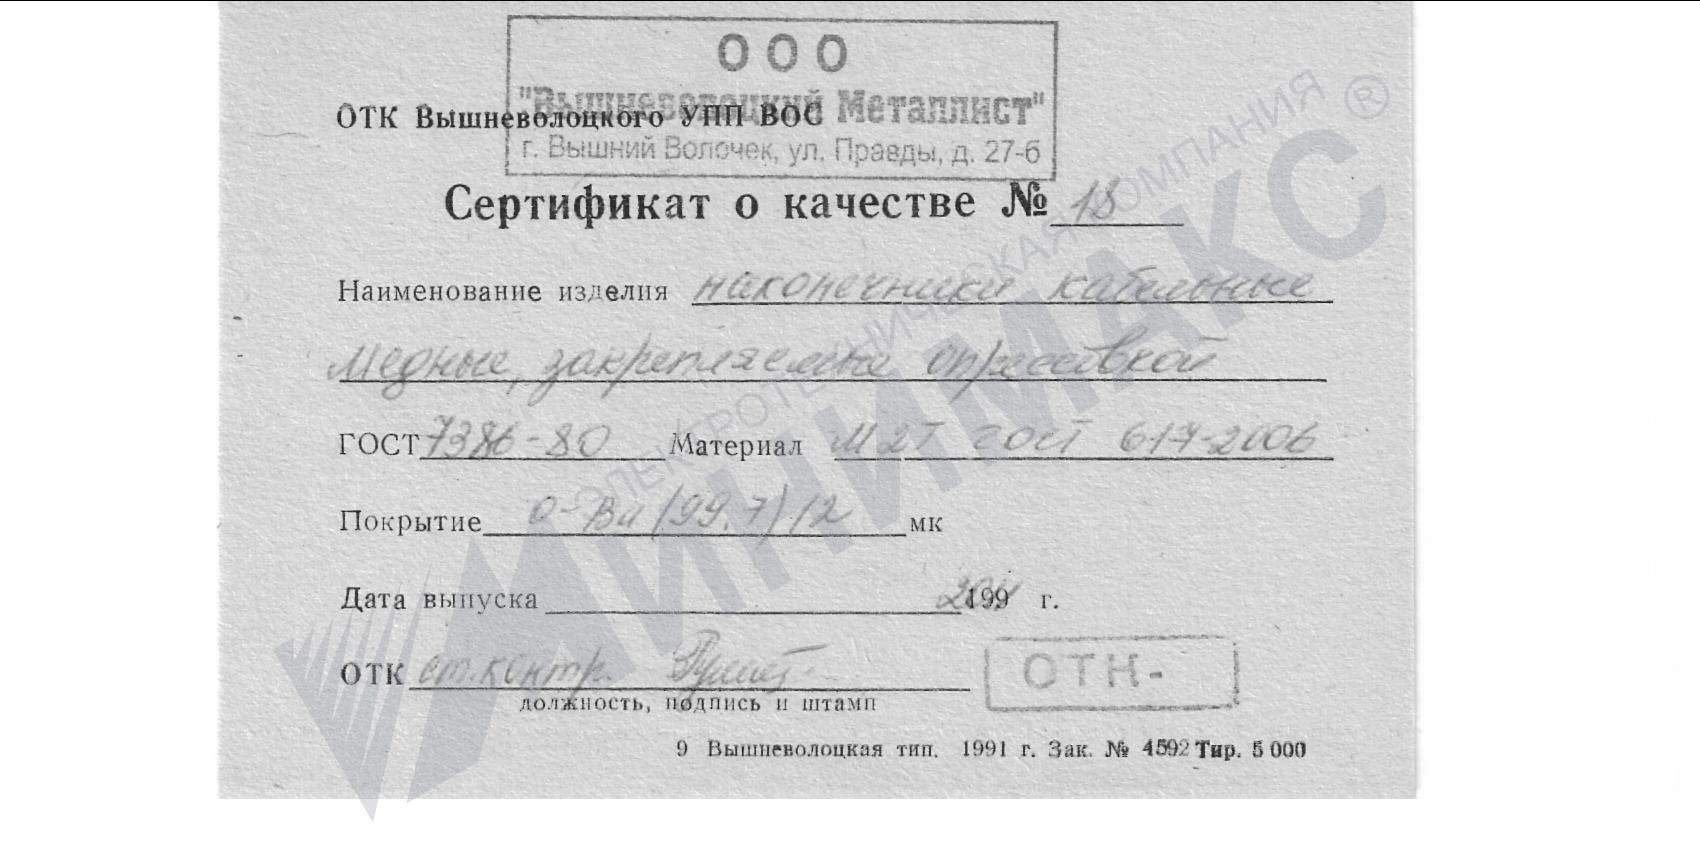 ООО
"Вышневолоцкий Металлист"
ОТК Вышневолоцкого УПП ВОС
г. Вышний Волочек, ул. Правды, д. 27-б
Сертификат о качестве № 18
Наименование изделия наконечники кабельные
медные, закрепляемые опрессовкой
ГОСТ 7386-80 Материал М2Т ГОСТ 617-2006
Покрытие О-Ви (99.7) 12 мк
Дата выпуска 199 г.
ОТК ст. контр.
должность, подпись и штамп
ОТК-
9 Вышневолоцкая тип. 1991 г. Зак. № 4592 Тир. 5 000
ЭЛЕКТРОТЕХНИЧЕСКАЯ КОМПАНИЯ
МИНИМАКС ®